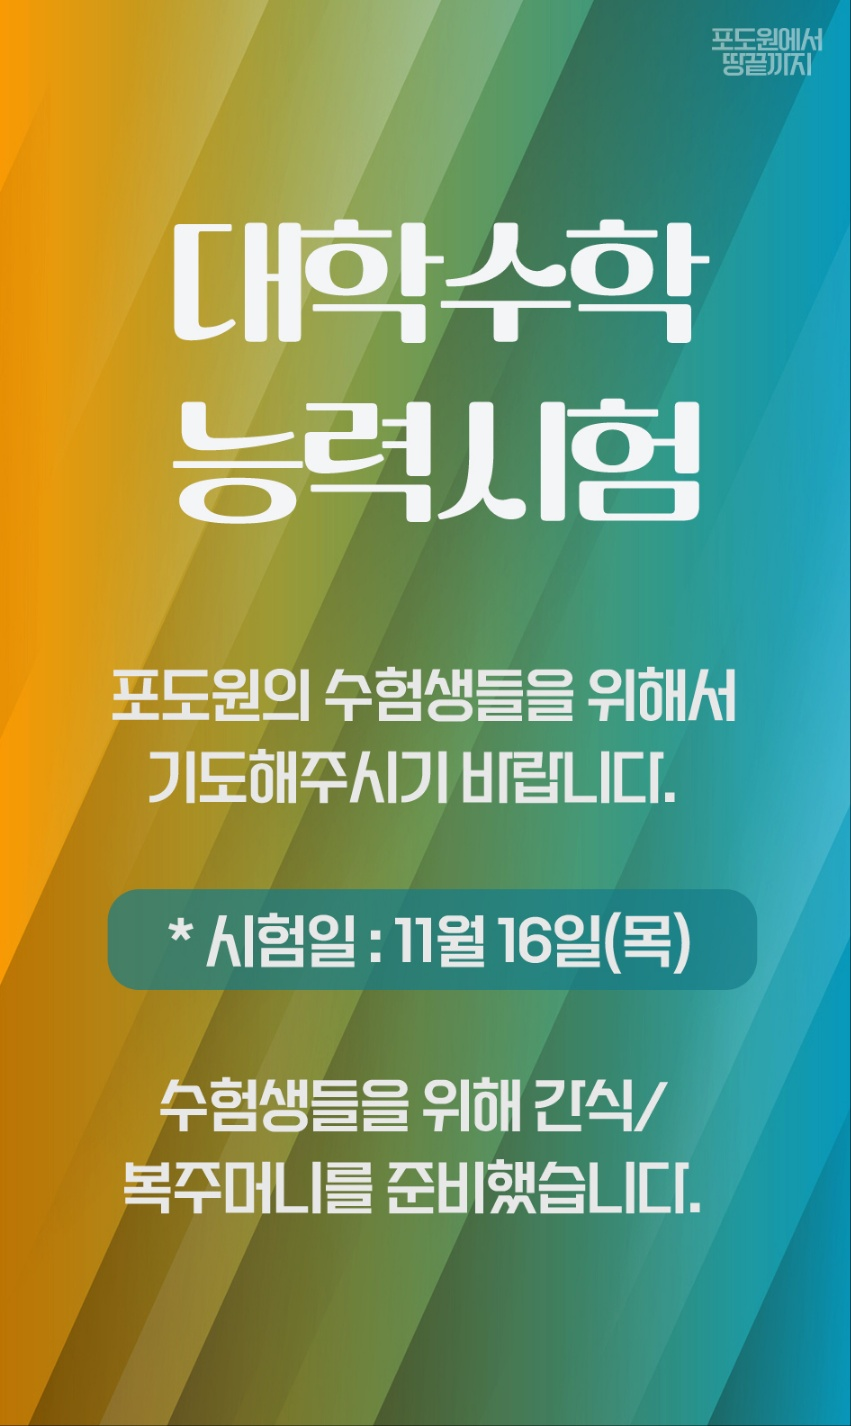 포도원에서
땅끝까지
대학수학
능력시험
포도원의 수험생들을 위해서
기도해주시기 바랍니다.
* 시험일 : 11월 16일(목)
수험생들을 위해 간식/
복주머니를 준비했습니다.